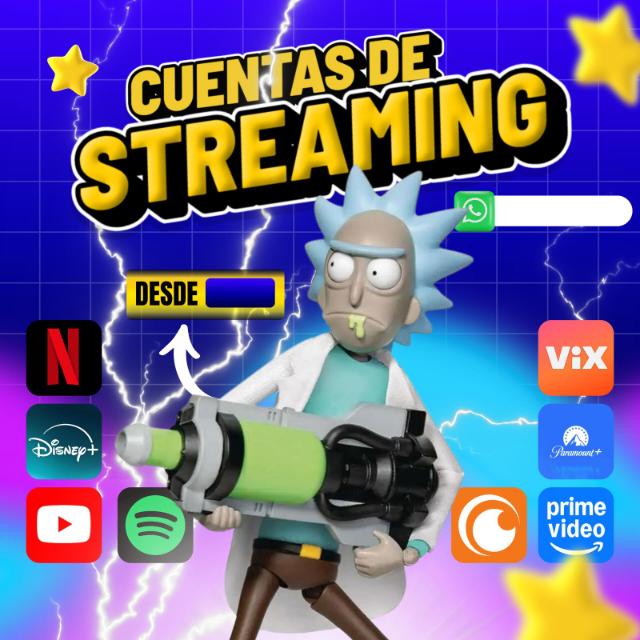 CUENTAS DE
STREAMING
DESDE
N
ViX
Disney+
Paramount+
prime
video